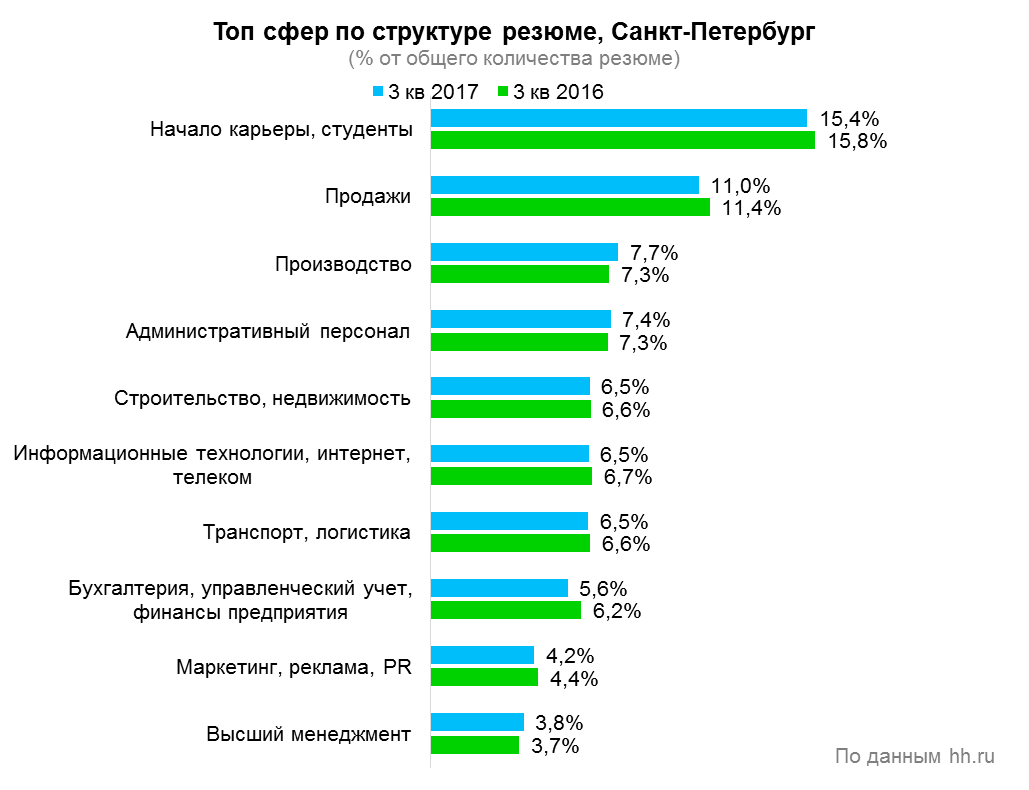 Топ сфер по структуре резюме, Санкт-Петербург
(% от общего количества резюме)
3 кв 2017 3 кв 2016
Начало карьеры, студенты
15,4%
15,8%
Продажи
11,0%
11,4%
Производство
7,7%
7,3%
Административный персонал
7,4%
7,3%
Строительство, недвижимость
6,5%
6,6%
Информационные технологии, интернет,
телеком
6,5%
6,7%
Транспорт, логистика
6,5%
6,6%
Бухгалтерия, управленческий учет,
финансы предприятия
5,6%
6,2%
Маркетинг, реклама, PR
4,2%
4,4%
Высший менеджмент
3,8%
3,7%
По данным hh.ru